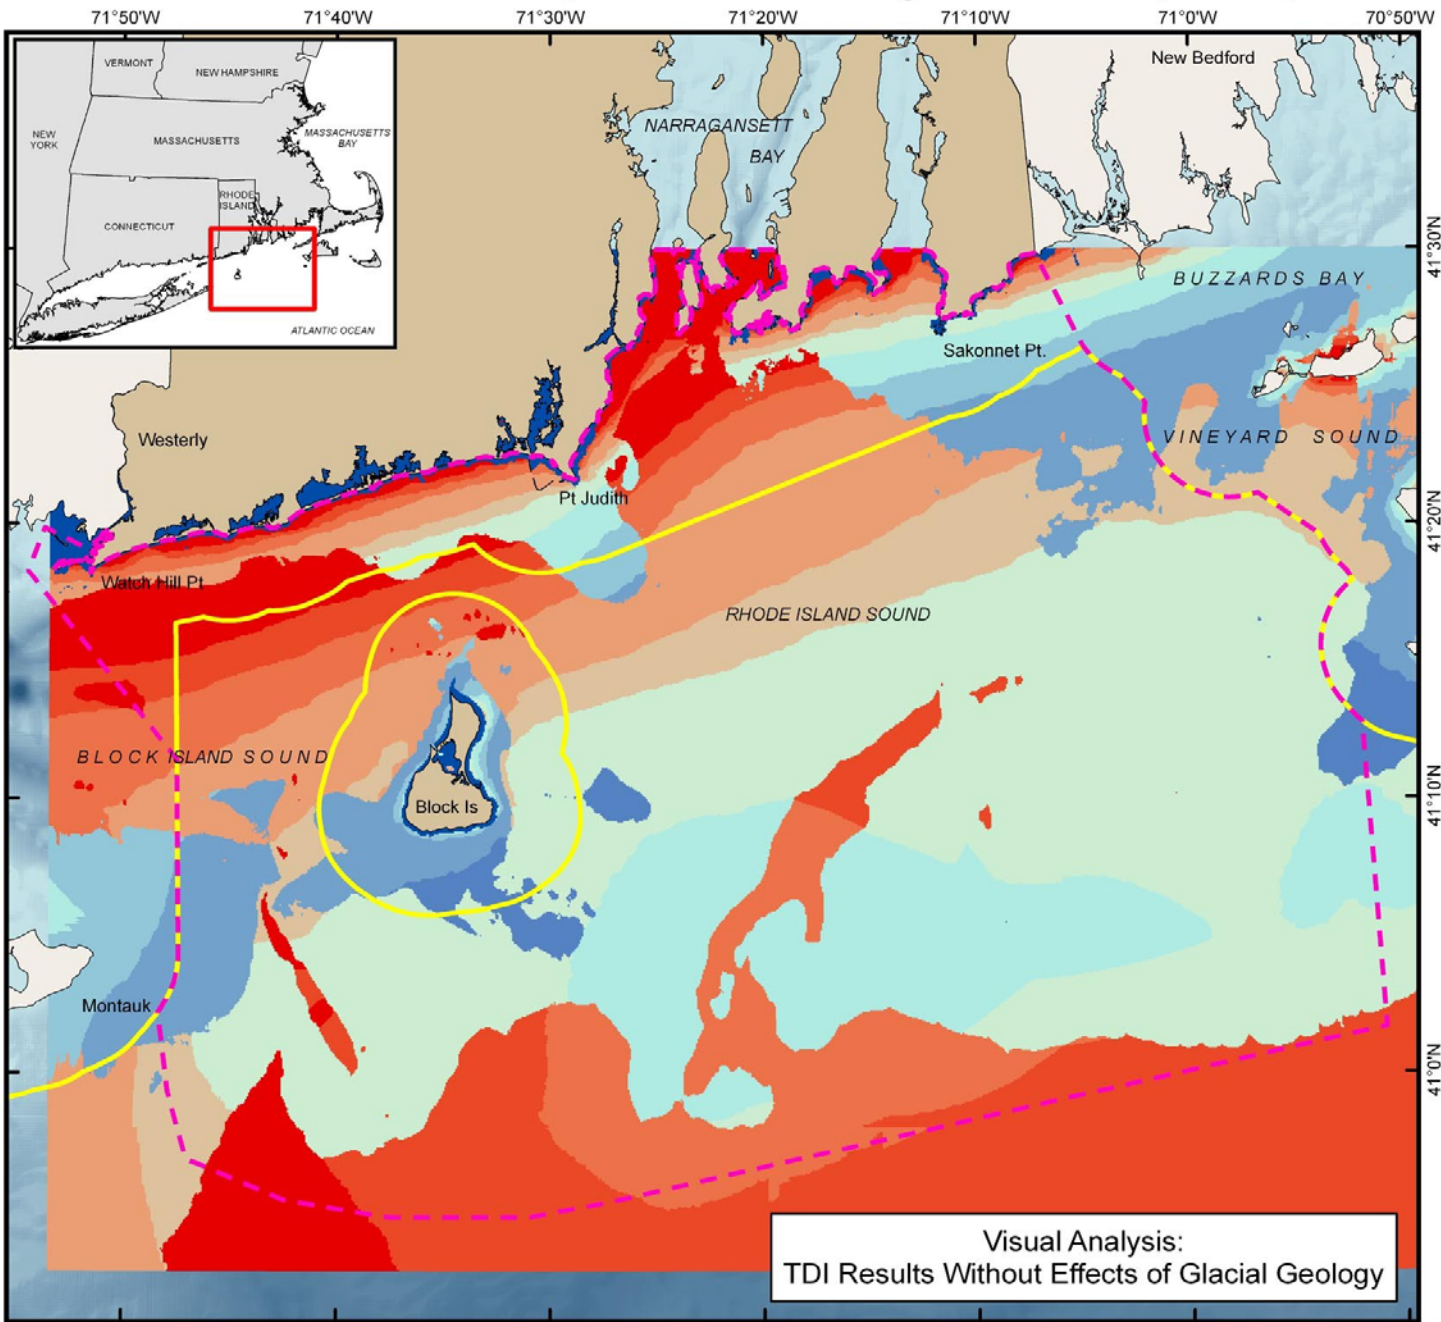 71°50'W
71°40'W
71°30'W
71°20'W
71°10'W
71°0'W
70°50'W
VERMONT
NEW HAMPSHIRE
NEW
YORK
MASSACHUSETTS
MASSACHUSETTS
BAY
RHODE
ISLAND
CONNECTICUT
ATLANTIC OCEAN
New Bedford
NARRAGANSETT
BAY
41°30'N
BUZZARDS BAY
Sakonnet Pt.
Westerly
VINEYARD SOUND
Pt Judith
41°20'N
Watch Hill Pt
RHODE ISLAND SOUND
BLOCK ISLAND SOUND
41°10'N
Block Is
Montauk
41°0'N
Visual Analysis:
TDI Results Without Effects of Glacial Geology